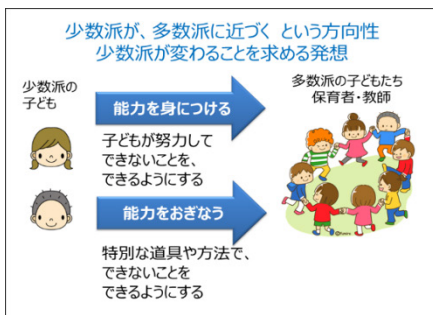 少数派が、多数派に近づく という方向性
少数派が変わることを求める発想
少数派の
子ども
能力を身につける
子どもが努力して
できないことを、
できるようにする
能力をおぎなう
特別な道具や方法で、
できないことを
できるようにする
多数派の子どもたち
保育者・教師